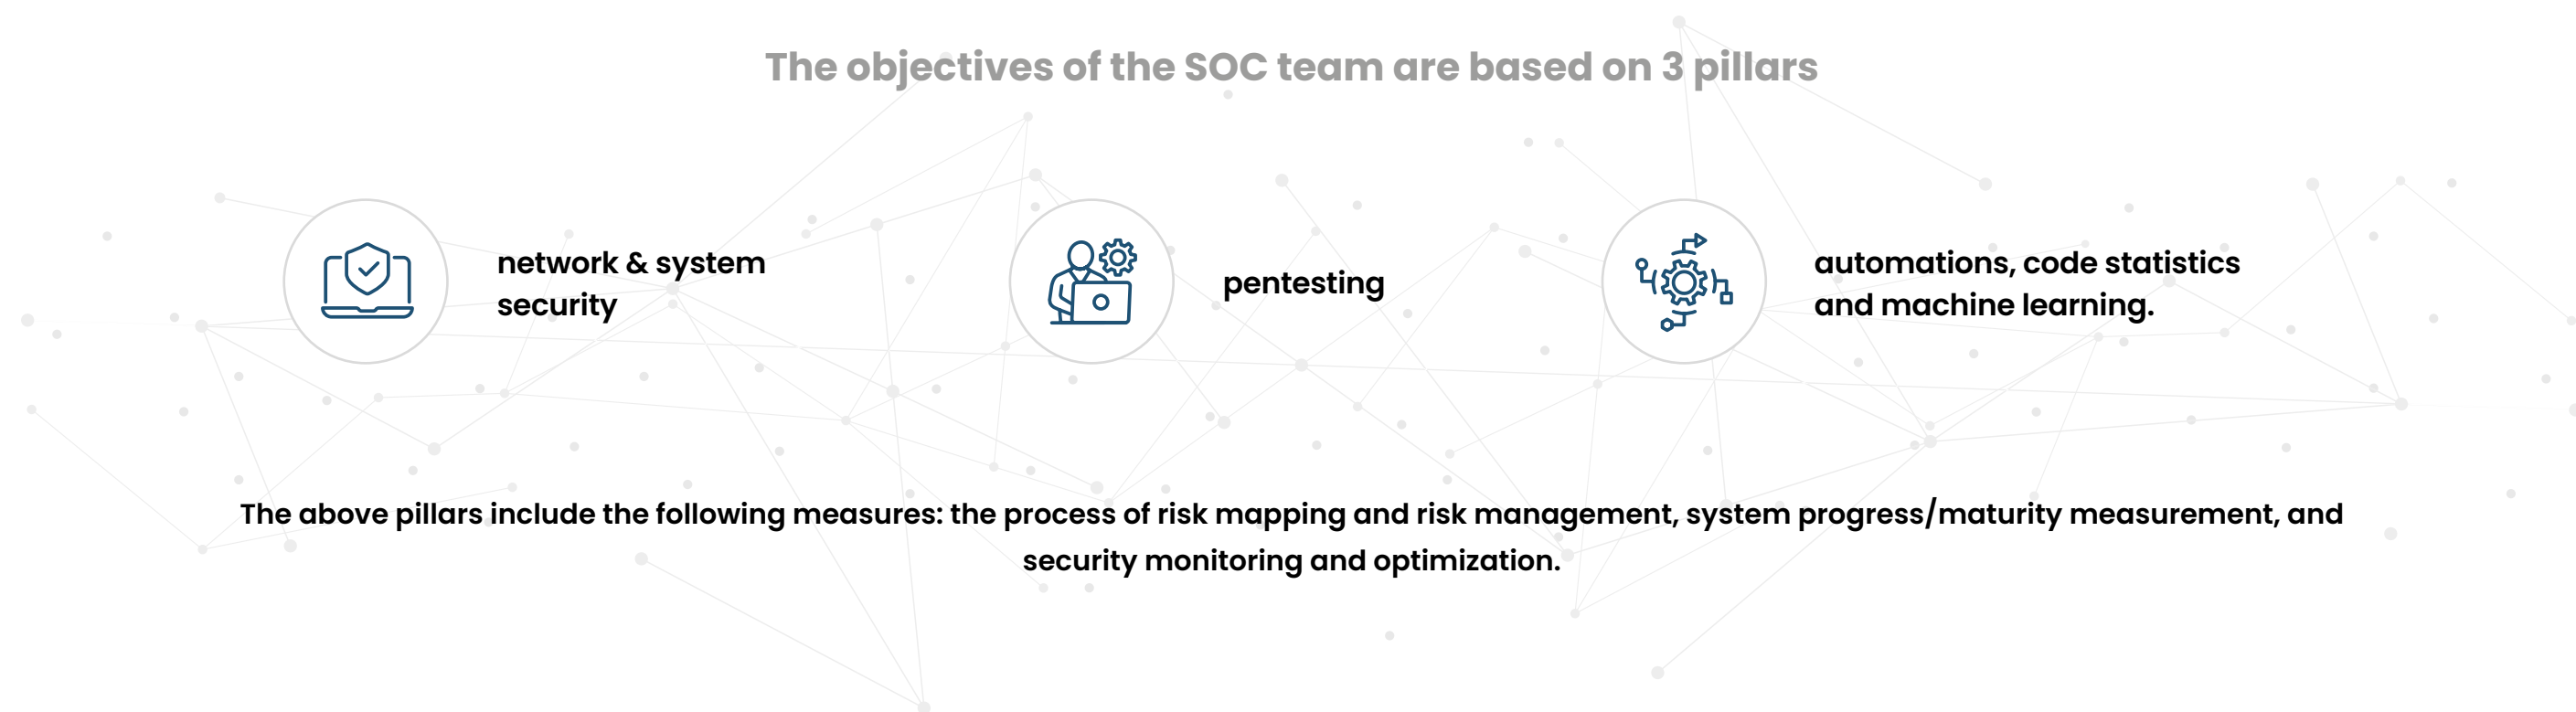 The objectives of the SOC team are based on 3 pillars
network & system
security
pentesting
automations, code statistics
and machine learning.
The above pillars include the following measures: the process of risk mapping and risk management, system progress/maturity measurement, and
security monitoring and optimization.